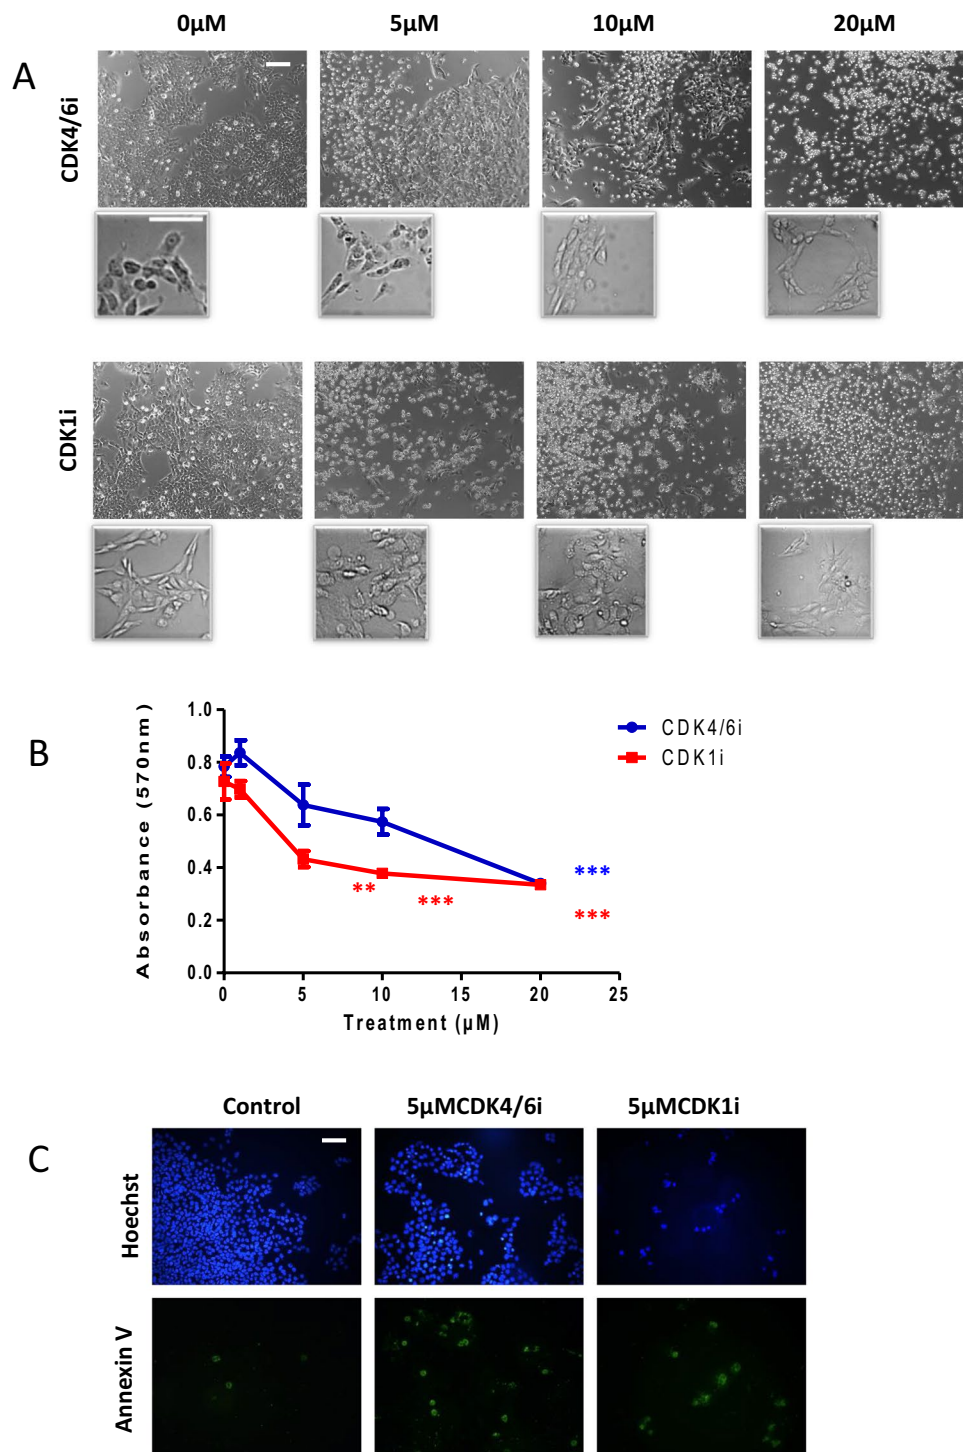 0μM 5μM 10μM 20μM
A
CDK4/6i
CDK1i
B
Absorbance (570nm)
1.0
0.8
0.6
0.4
0.2
0.0
CDK4/6i
CDK1i
***
** ***
***
0 5 10 15 20 25
Treatment (μM)
C
Control 5μMCDK4/6i 5μMCDK1i
Hoechst
Annexin V